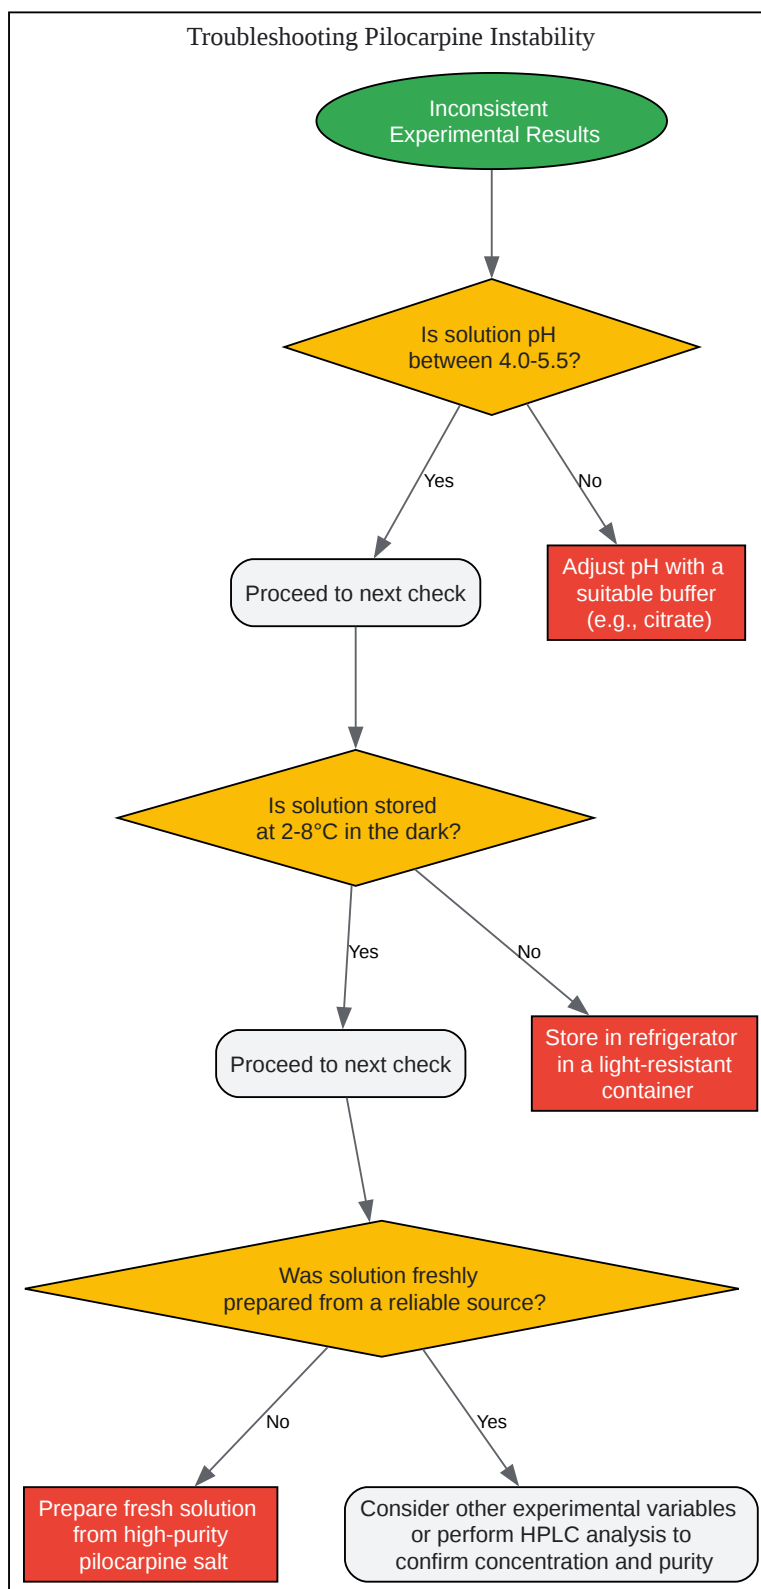 Troubleshooting Pilocarpine Instability
Inconsistent
Experimental Results
Is solution pH
between 4.0-5.5?
Yes
No
Proceed to next check
Adjust pH with a
suitable buffer
(e.g., citrate)
Is solution stored
at 2-8°C in the dark?
Yes
No
Proceed to next check
Store in refrigerator
in a light-resistant
container
Was solution freshly
prepared from a reliable source?
No
Yes
Prepare fresh solution
from high-purity
pilocarpine salt
Consider other experimental variables
or perform HPLC analysis to
confirm concentration and purity